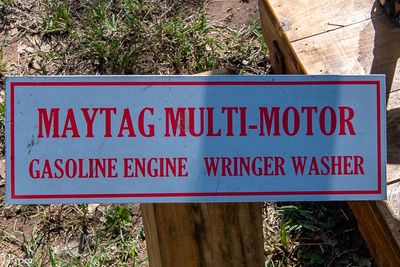 MAYTAG MULTI-MOTOR
GASOLINE ENGINE WRINGER WASHER